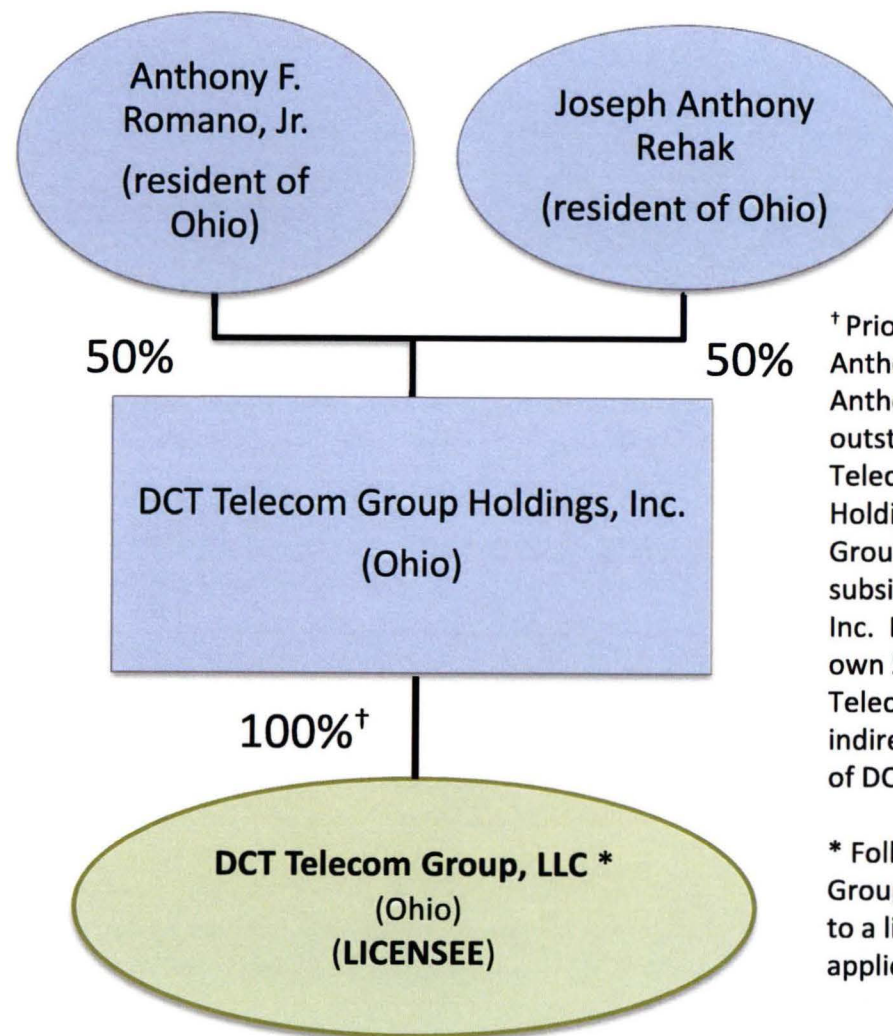 Anthony F.
Romano, Jr.
(resident of
Ohio)
Joseph Anthony
Rehak
(resident of Ohio)
50%
50%
DCT Telecom Group Holdings, Inc.
(Ohio)
100%†
DCT Telecom Group, LLC *
(Ohio)
(LICENSEE)
† Prio
Antho
Antho
outst
Telec
Holdi
Grou
subsi
Inc.
own
Telec
indire
of DC
* Foll
Grou
to a li
applic